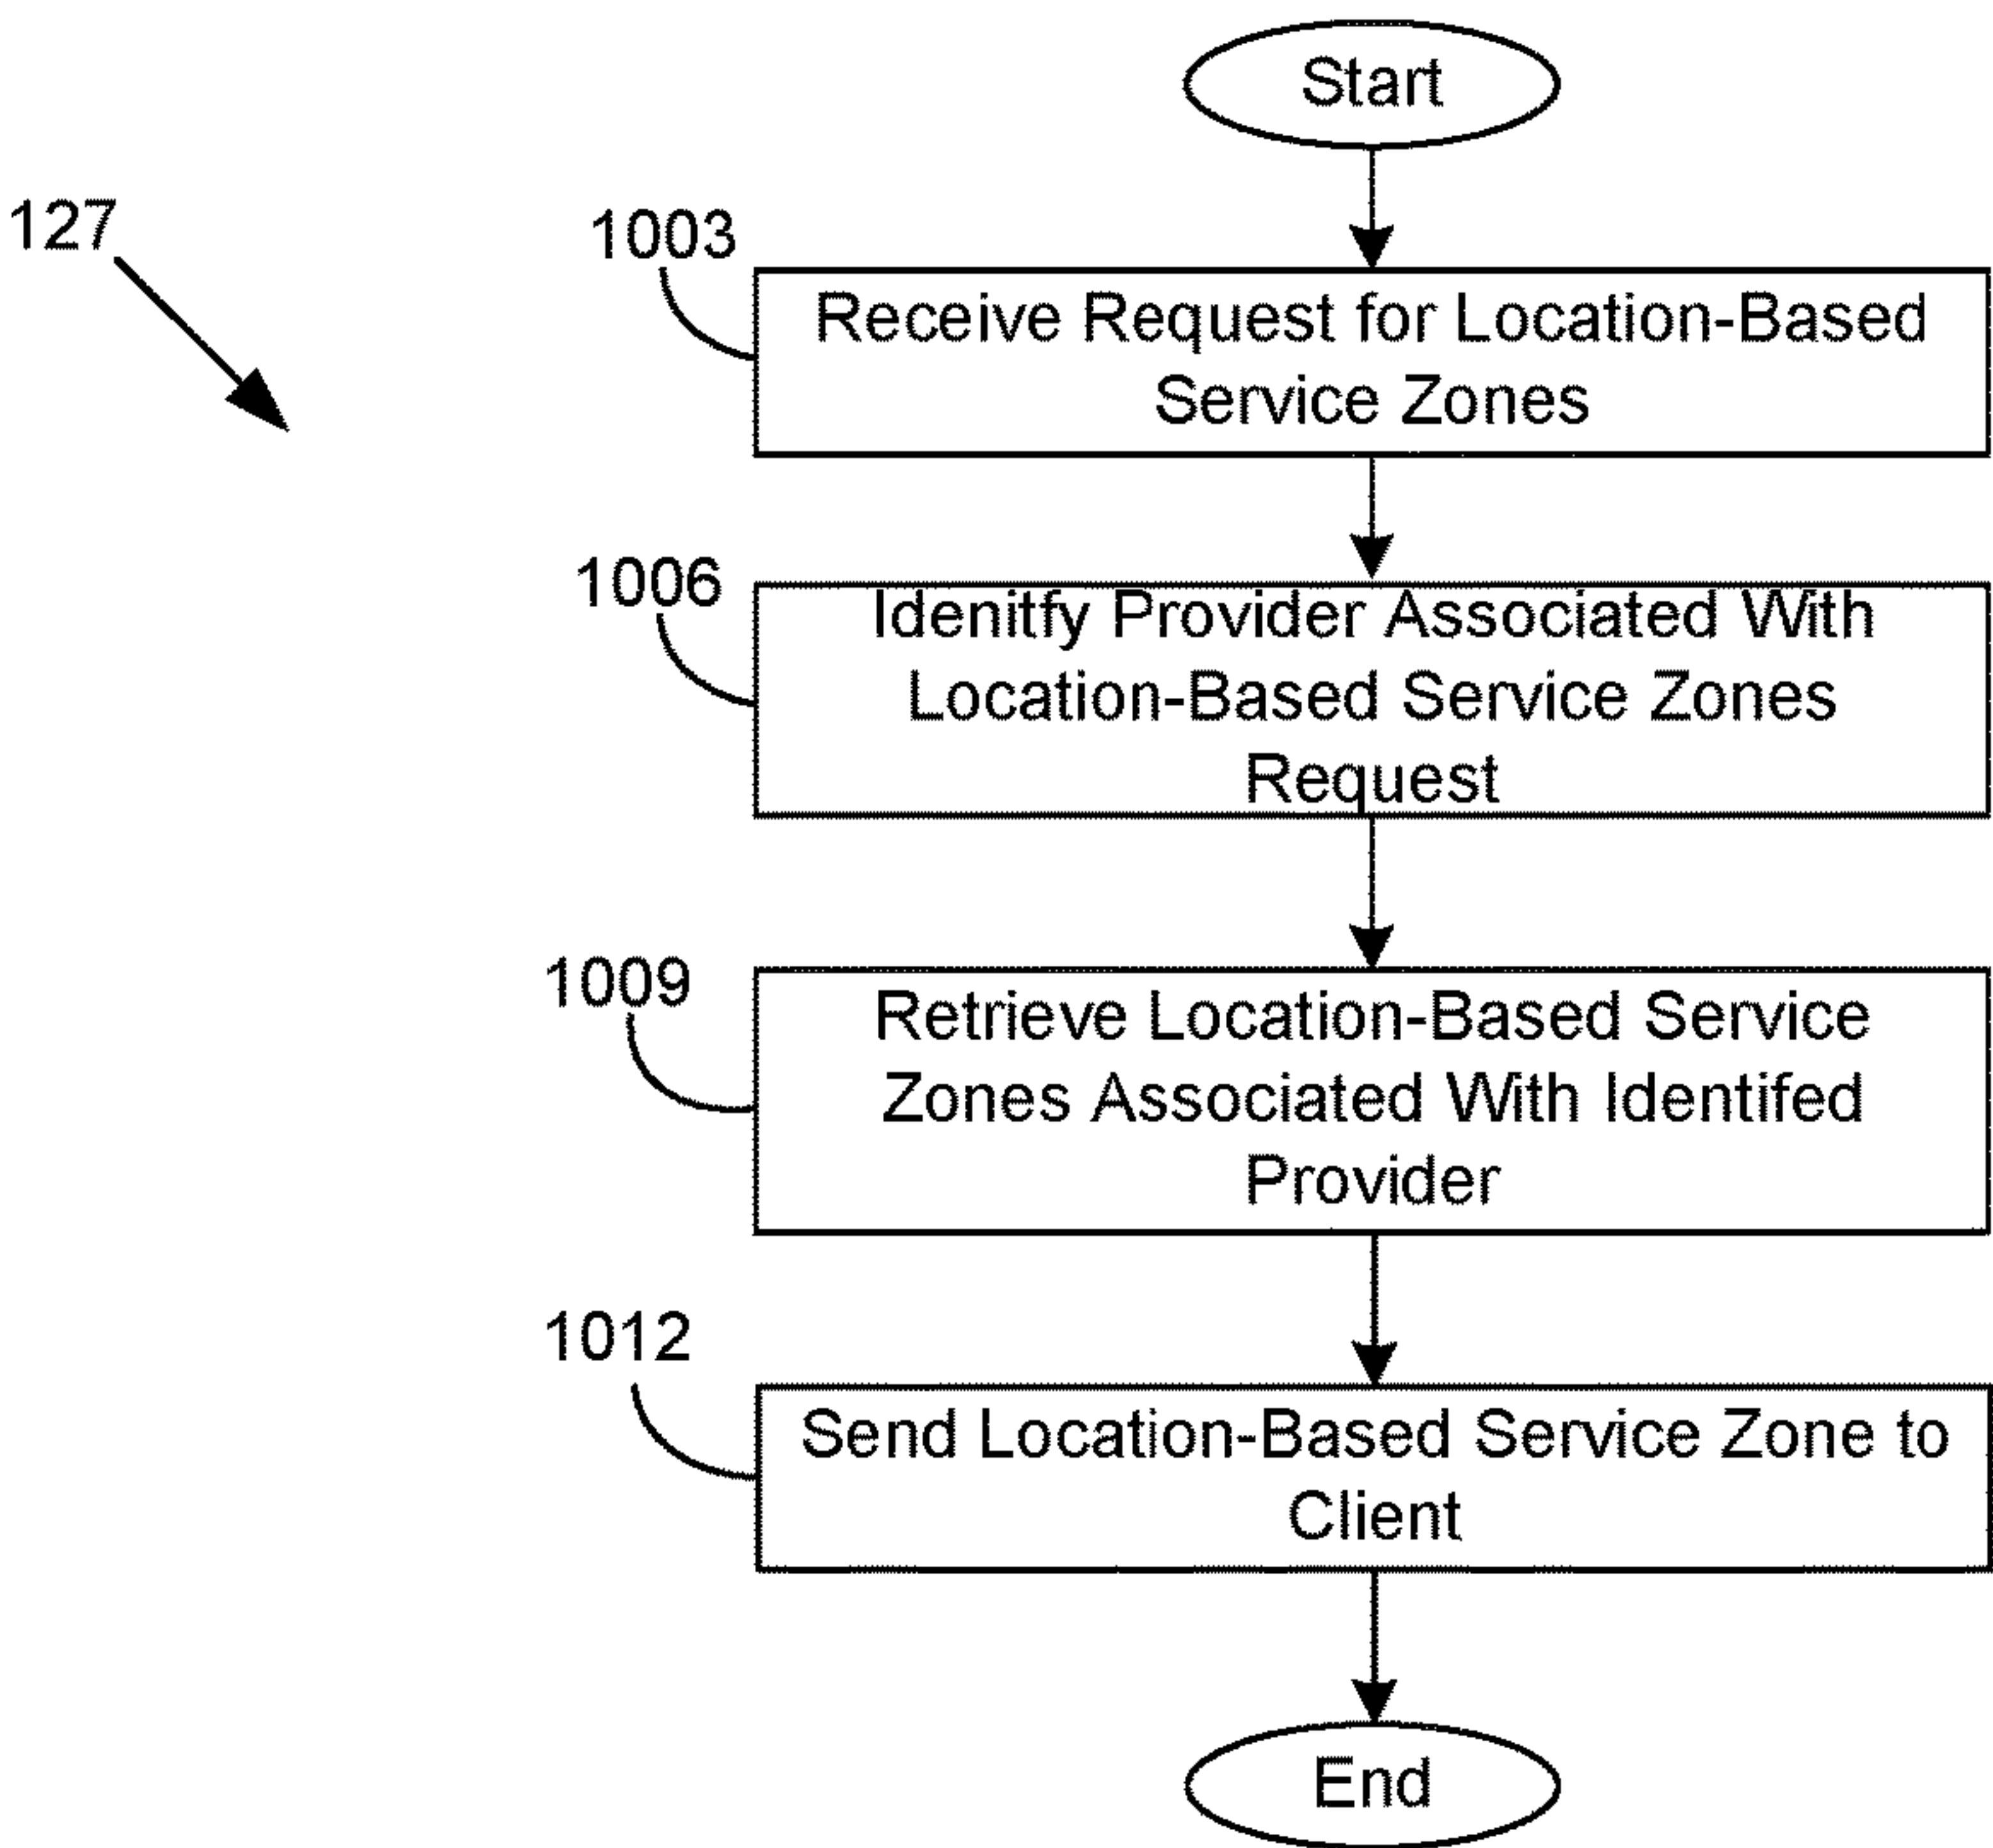 Start
127
1003
Receive Request for Location-Based
Service Zones
1006
Idenitfy Provider Associated With
Location-Based Service Zones
Request
1009
Retrieve Location-Based Service
Zones Associated With Identifed
Provider
1012
Send Location-Based Service Zone to
Client
End